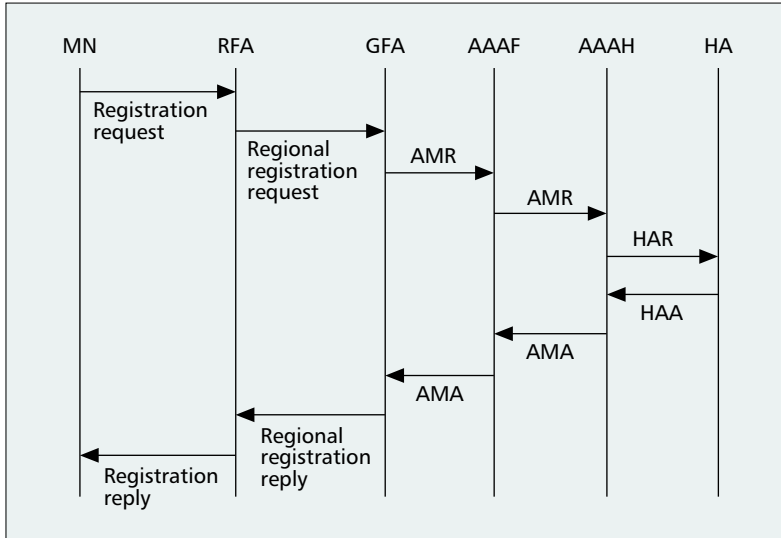 MN RFA GFA AAAF AAAH HA
Registration
request
Regional
registration
request
AMR
AMR
HAR
HAA
AMA
AMA
Regional
registration
reply
Registration
reply